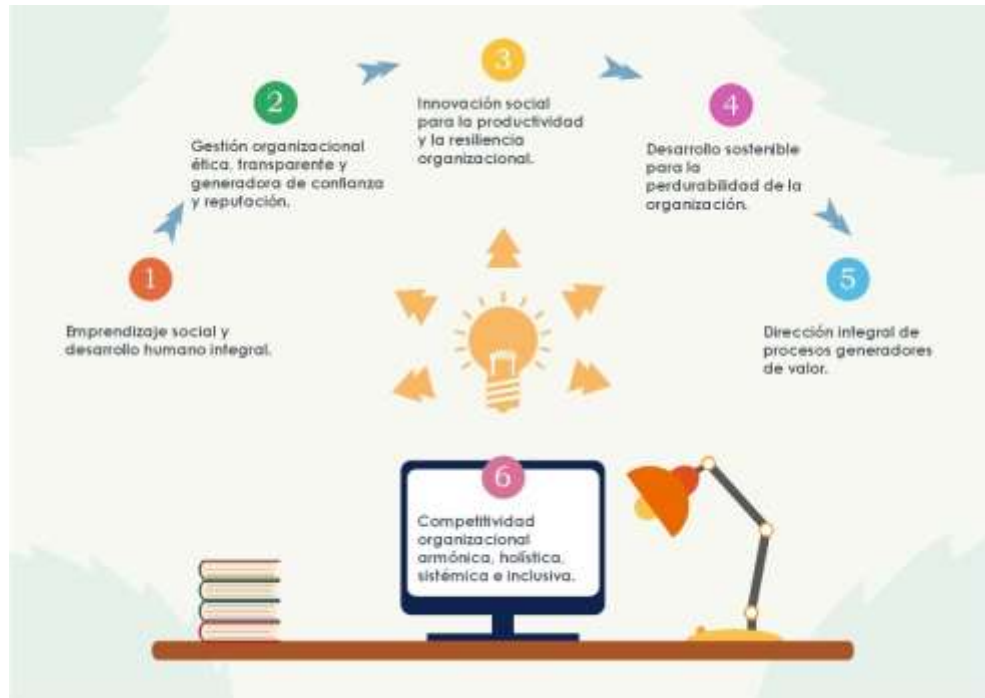 1
Emprendizaje social y
desarrollo humano integral.
2
Gestión organizacional
ética, transparente y
generadora de confianza
y reputación.
3
Innovación social
para la productividad
y la resiliencia
organizacional.
4
Desarrollo sostenible
para la
perdurabilidad de la
organización.
5
Dirección integral de
procesos generadores
de valor.
6
Competitividad
organizacional
armónica, holística,
sistémica e inclusiva.